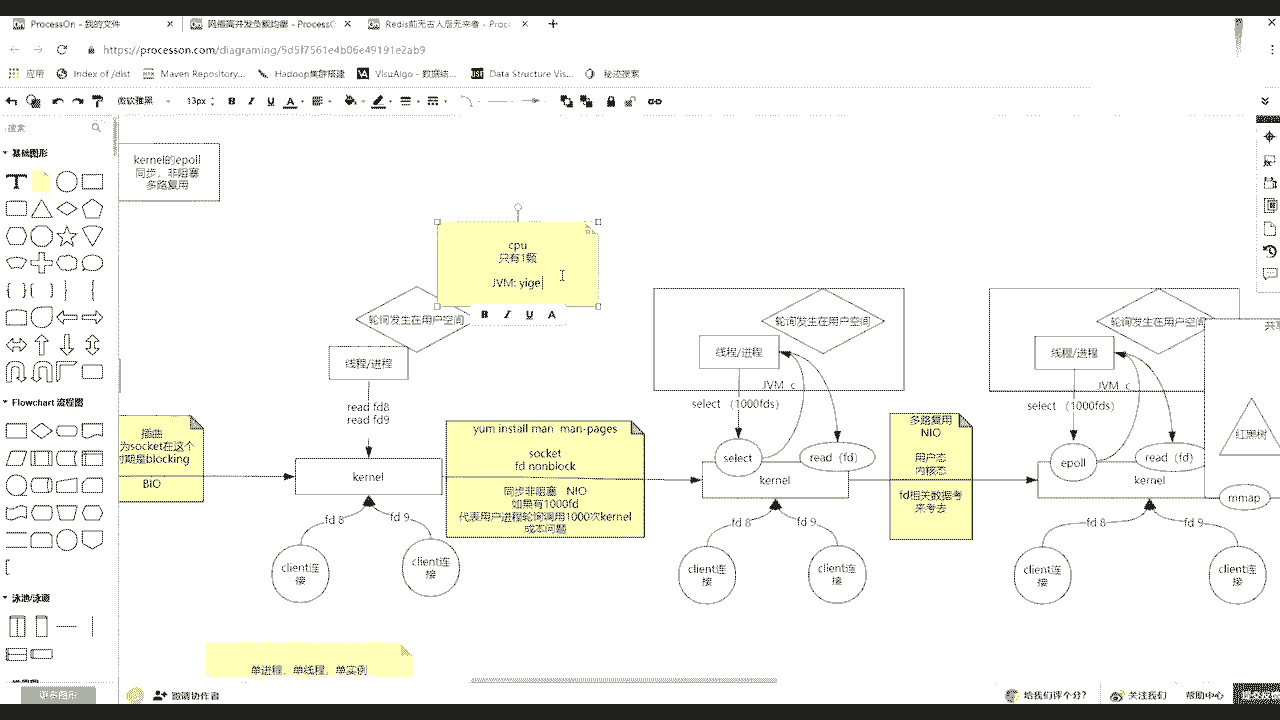 ProcessOn - 我的文件
网络高并发负载均衡器 - ProcessO
Redis前无古人后无来者 - Proc
https://processon.com/diagraming/5d5f7561e4b06e49191e2ab9
应用
Index of /dist
Maven Repository...
Hadoop集群搭建
VisuAlgo - 数据结...
Data Structure Vis...
秘迹搜索
微软雅黑
13px
B
I
U
A
搜索
基础图形
T
Flowchart 流程图
泳池/泳道
更多图形
kernel的epoll
同步,非阻塞
多路复用
cpu
只有1颗
JVM: yige
B
I
U
A
轮询发生在用户空间
线程/进程
read fd8
read fd9
插曲
为socket在这个
时期是blocking
BIO
kernel
fd 8
fd 9
client连
接
client连
接
yum install man man-pages
socket
fd nonblock
同步非阻塞 NIO
如果有1000fd
代表用户进程轮询调用1000次kernel
成本问题
轮询发生在用户空间
线程/进程
JVM c
select (1000fds)
select
read (fd)
kernel
fd 8
fd 9
client连
接
client连
接
多路复用
NIO
用户态
内核态
fd相关数据考
来考去
轮询发生在用户空间
线程/进程
JVM c
select (1000fds)
epoll
read (fd)
kernel
fd 8
fd 9
client连
接
client连
接
红黑树
mmap
单进程,单线程,单实例
邀请协作者
给我们评个分?
关注我们
帮助中心